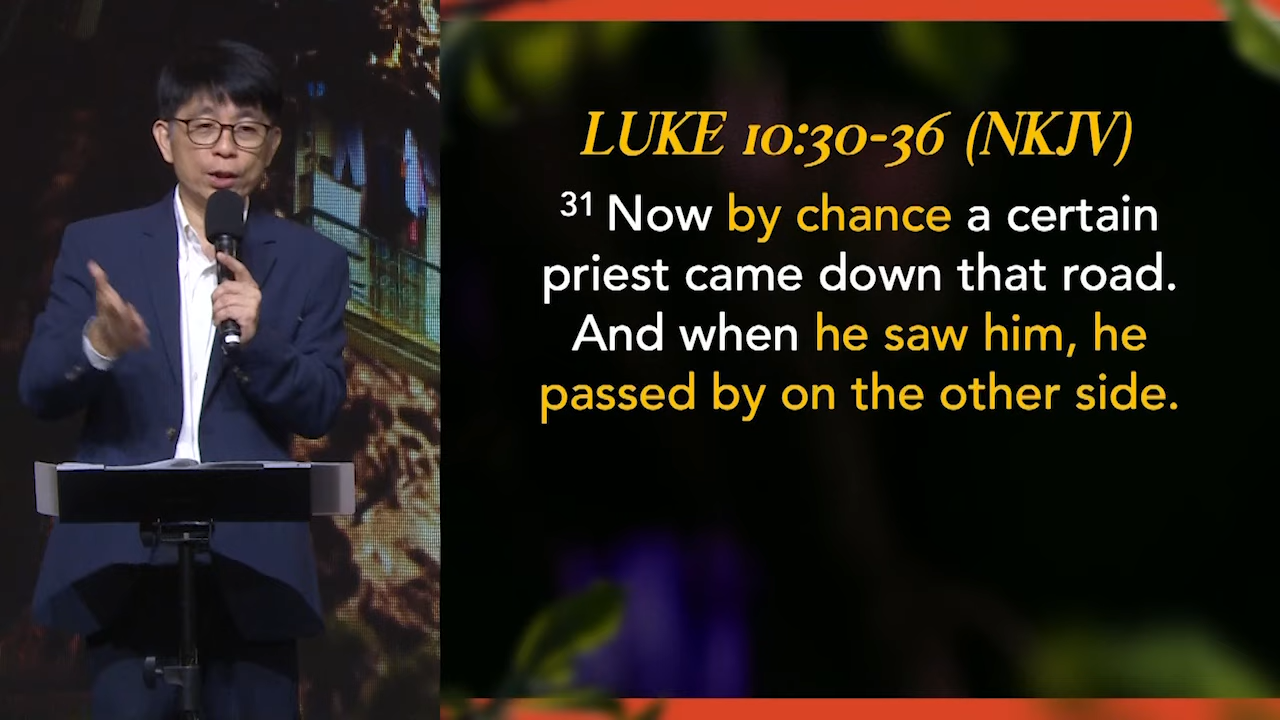 LUKE 10:30-36 (NKJV)
31 Now by chance a certain
priest came down that road.
And when he saw him, he
passed by on the other side.